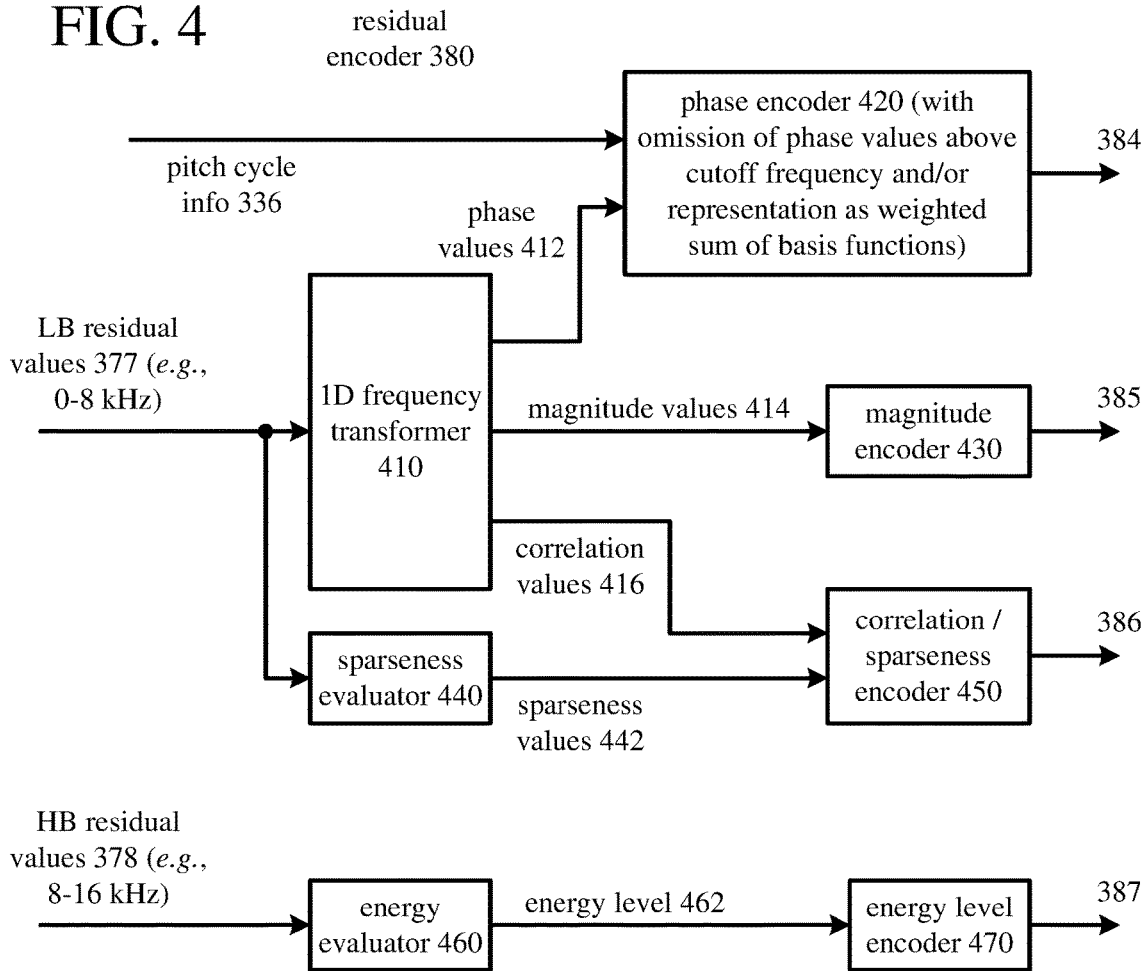 FIG. 4
residual
encoder 380
phase encoder 420 (with
omission of phase values above
cutoff frequency and/or
representation as weighted
sum of basis functions)
384
pitch cycle
info 336
phase
values 412
LB residual
values 377 (e.g.,
0-8 kHz)
1D frequency
transformer
410
magnitude values 414
magnitude
encoder 430
385
correlation
values 416
correlation /
sparseness
encoder 450
386
sparseness
evaluator 440
sparseness
values 442
HB residual
values 378 (e.g.,
8-16 kHz)
energy
evaluator 460
energy level 462
energy level
encoder 470
387